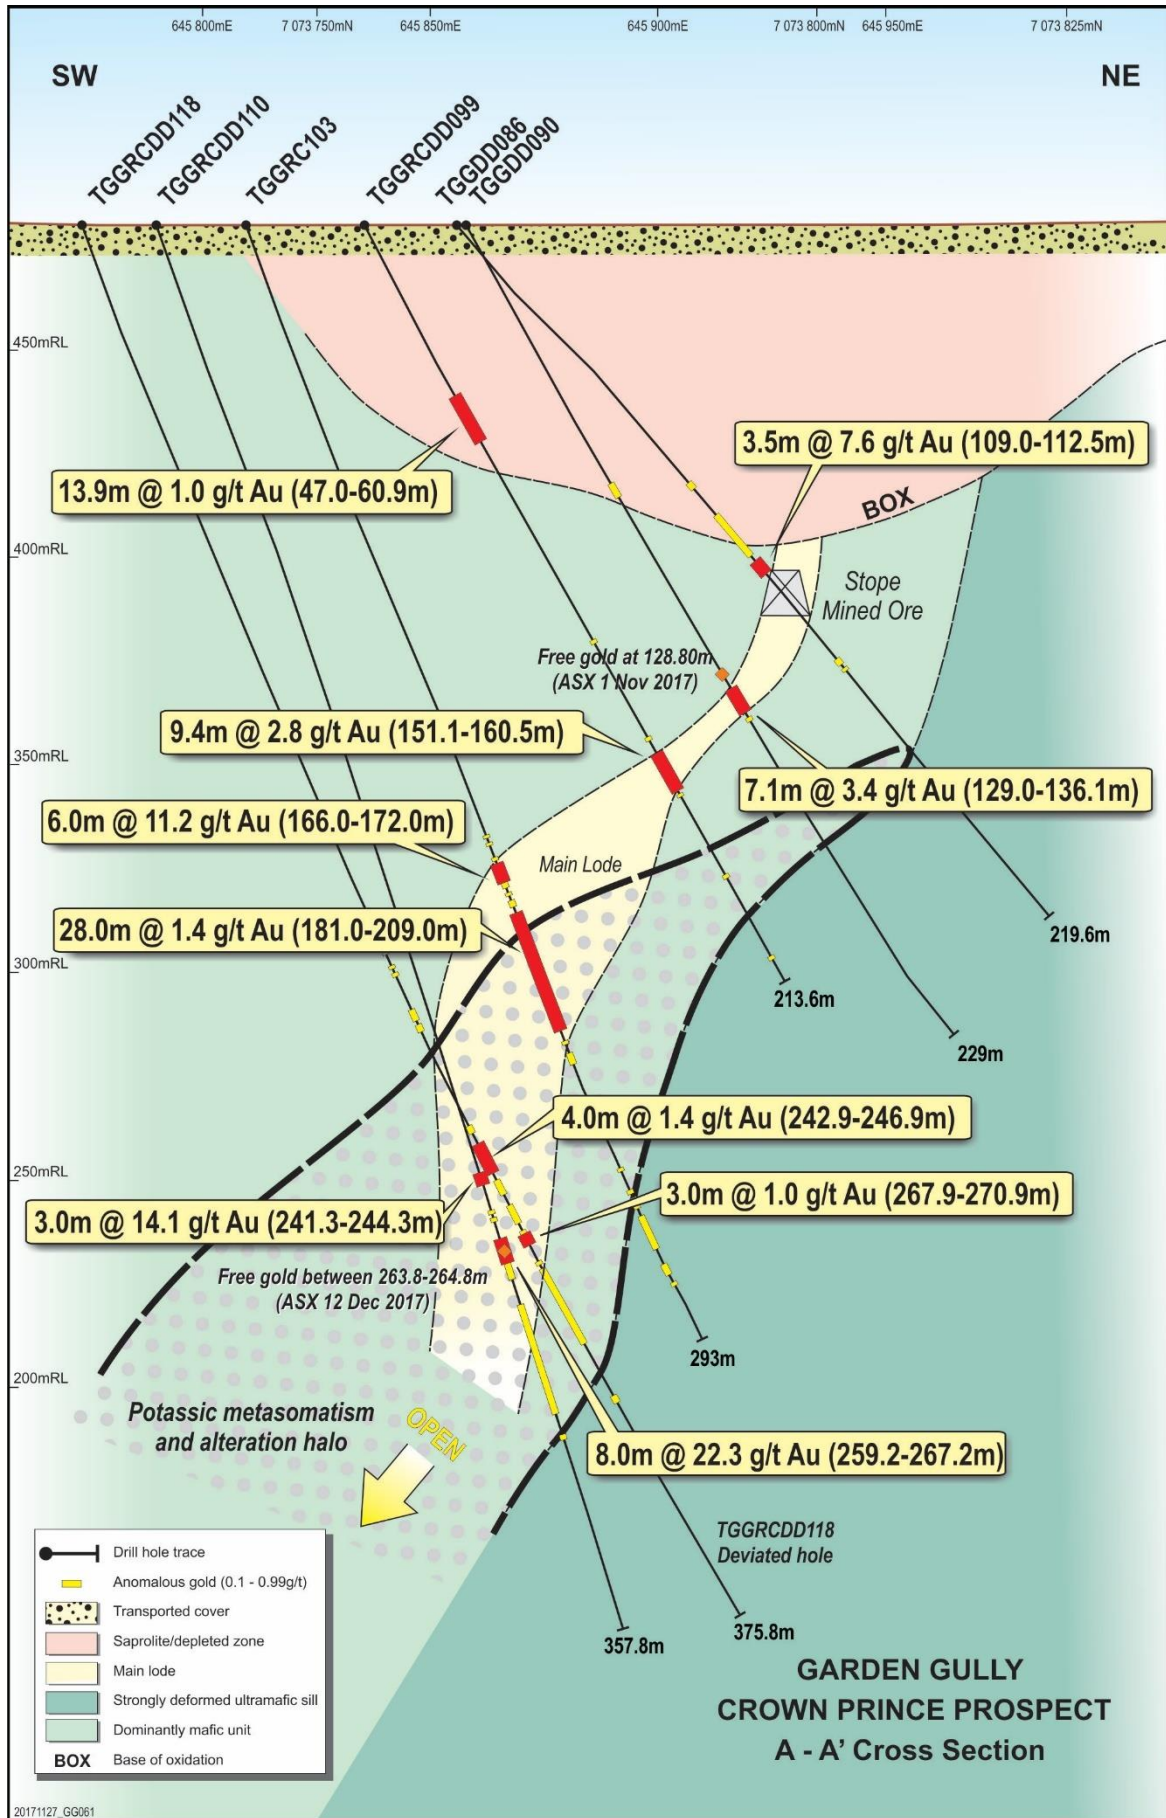 645 800mE
7 073 750mN
645 850mE
645 900mE
7 073 800mN
645 950mE
7 073 825mN
SW
NE
TGGRCDD118
TGGRCDD110
TGGRC103
TGGRCDD099
TGGDD086
TGGDD090
450mRL
3.5m @ 7.6 g/t Au (109.0-112.5m)
13.9m @ 1.0 g/t Au (47.0-60.9m)
BOX
400mRL
Stope
Mined Ore
Free gold at 128.80m
(ASX 1 Nov 2017)
9.4m @ 2.8 g/t Au (151.1-160.5m)
350mRL
7.1m @ 3.4 g/t Au (129.0-136.1m)
6.0m @ 11.2 g/t Au (166.0-172.0m)
Main Lode
28.0m @ 1.4 g/t Au (181.0-209.0m)
219.6m
300mRL
213.6m
229m
4.0m @ 1.4 g/t Au (242.9-246.9m)
250mRL
3.0m @ 1.0 g/t Au (267.9-270.9m)
3.0m @ 14.1 g/t Au (241.3-244.3m)
Free gold between 263.8-264.8m
(ASX 12 Dec 2017)
293m
200mRL
Potassic metasomatism
and alteration halo
OPEN
8.0m @ 22.3 g/t Au (259.2-267.2m)
TGGRCDD118
Deviated hole
357.8m
375.8m
Drill hole trace
Anomalous gold (0.1 - 0.99g/t)
Transported cover
Saprolite/depleted zone
Main lode
Strongly deformed ultramafic sill
Dominantly mafic unit
BOX Base of oxidation
GARDEN GULLY
CROWN PRINCE PROSPECT
A - A' Cross Section
20171127_GG061